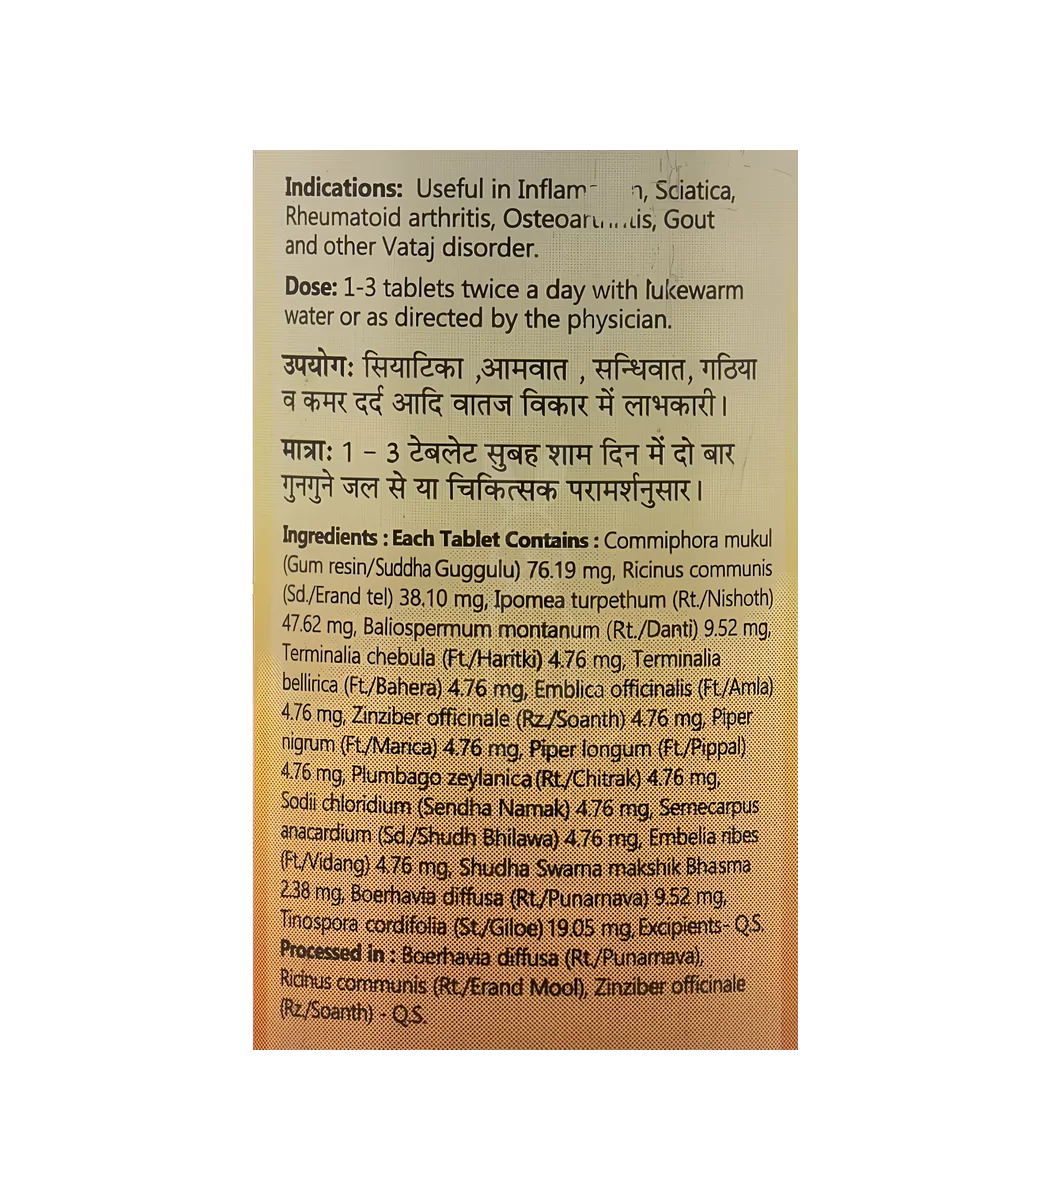 Indications: Useful in Sciatica,
Rheumatoid arthritis, Gout
and other Vataj disorder.
Dose: 1-3 tablets twice a day with lukewarm
water or as directed by the physician.
उपयोग: सियाटिका ,आमवात , सन्धिवात, गठिया
व कमर दर्द आदि वातज विकार में लाभकारी।
मात्रा: 1 – 3 टेबलेट सुबह शाम दिन में दो बार
गुनगुने जल से या चिकित्सक परामर्शनुसार।
Ingredients : Each Tablet Contains : Commiphora mukul
(Gum resin/Suddha Guggulu) 76.19 mg, Ricinus communis
(Sd./Erand tel) 38.10 mg, Ipomea turpethum (Rt./Nishoth)
47.62 mg, Baliospermum montanum (Rt./Danti) 9.52 mg,
Terminalia chebula (Ft./Haritki) 4.76 mg, Terminalia
bellirica (Ft./Bahera) 4.76 mg, Emblica officinalis (Ft./Amla)
4.76 mg, Zinziber officinale (Rz./Soanth) 4.76 mg, Piper
nigrum (Ft./Marica) 4.76 mg, Piper longum (Ft./Pippal)
4.76 mg, Plumbago zeylanica (Rt./Chitrak) 4.76 mg,
Sodii chloridium (Sendha Namak) 4.76 mg, Semecarpus
anacardium (Sd./Shudh Bhilawa) 4.76 mg, Embelia ribes
(Ft./Vidang) 4.76 mg, Shudha Swarna makshik Bhasma
2.38 mg, Boerhavia diffusa (Rt./Punarnava) 9.52 mg,
Tinospora cordifolia (St./Giloe) 19.05 mg, Excipients- Q.S.
Processed in : Boerhavia diffusa (Rt./Punarnava),
Ricinus communis (Rt./Erand Mool), Zinziber officinale
(Rz./Soanth) - Q.S.